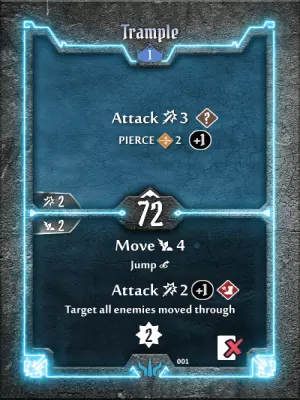 Trample
1
Attack 3 ?
PIERCE 2 +1
2
72
2
Move 4
Jump
Attack 2 +1
Target all enemies moved through
2
001